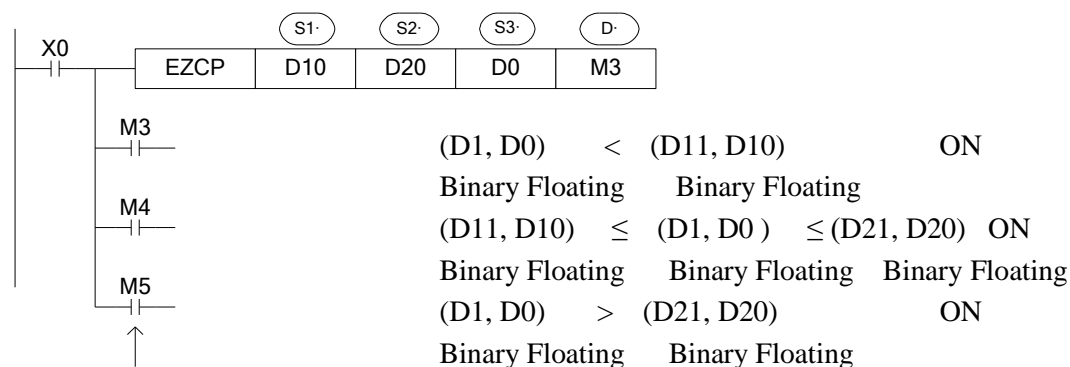 S1· S2· S3· D·
X0
EZCP D10 D20 D0 M3
M3
(D1, D0) < (D11, D10) ON
Binary Floating Binary Floating
M4
(D11, D10) ≤ (D1, D0 ) ≤ (D21, D20) ON
Binary Floating Binary Floating Binary Floating
M5
(D1, D0) > (D21, D20) ON
Binary Floating Binary Floating